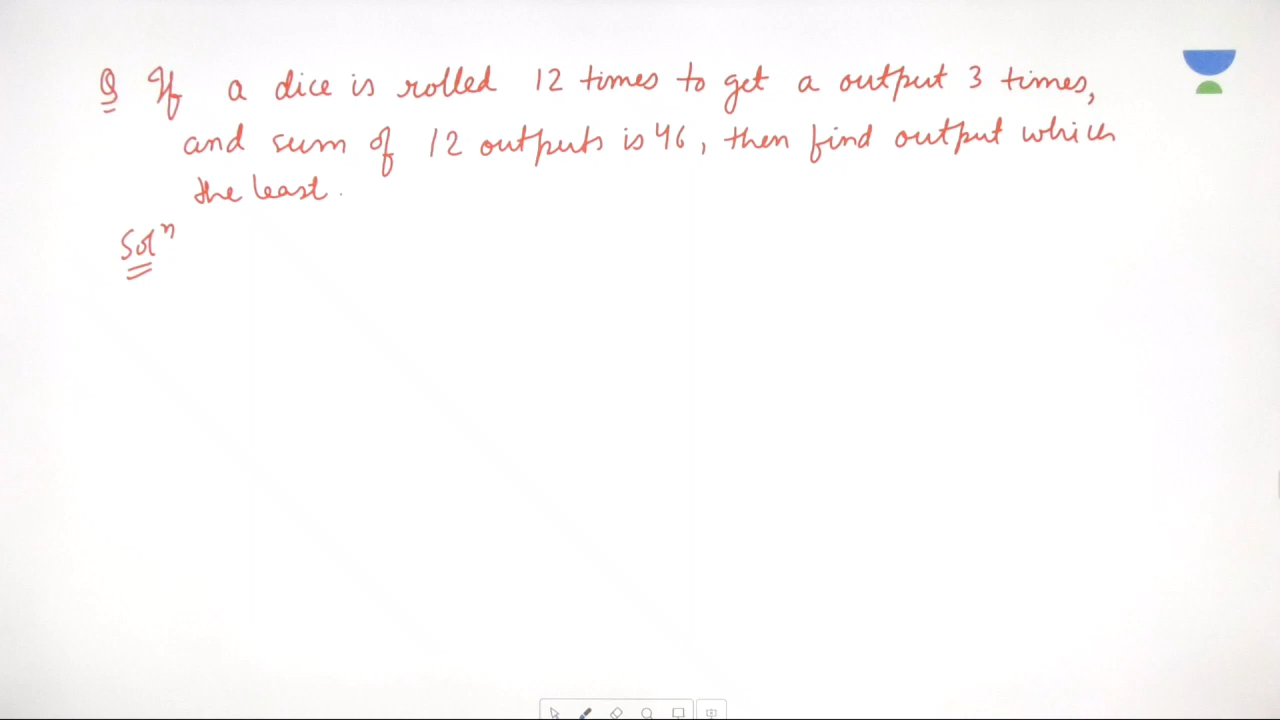 Q If a dice is rolled 12 times to get a output 3 times,
and sum of 12 outputs is 46, then find output which
the least.
Solⁿ